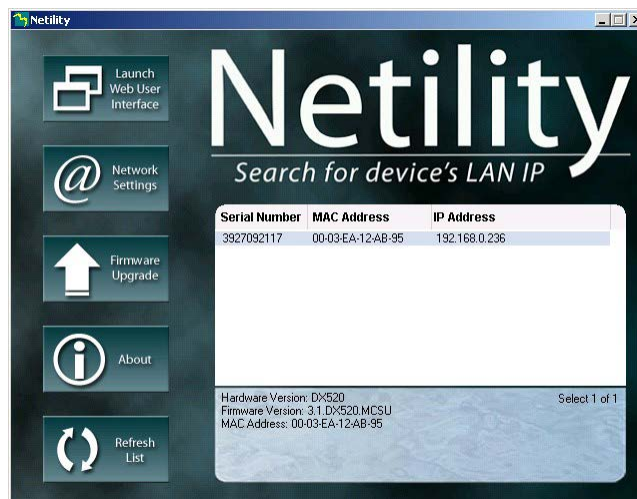 Netility
Launch
Web User
Interface
Network
Settings
Firmware
Upgrade
About
Refresh
List
Netility
Search for device's LAN IP
Serial Number MAC Address IP Address
3927092117 00-03-EA-12-AB-95 192.168.0.236
Hardware Version: DX520 Select 1 of 1
Firmware Version: 3.1.DX520.MCSU
MAC Address: 00-03-EA-12-AB-95